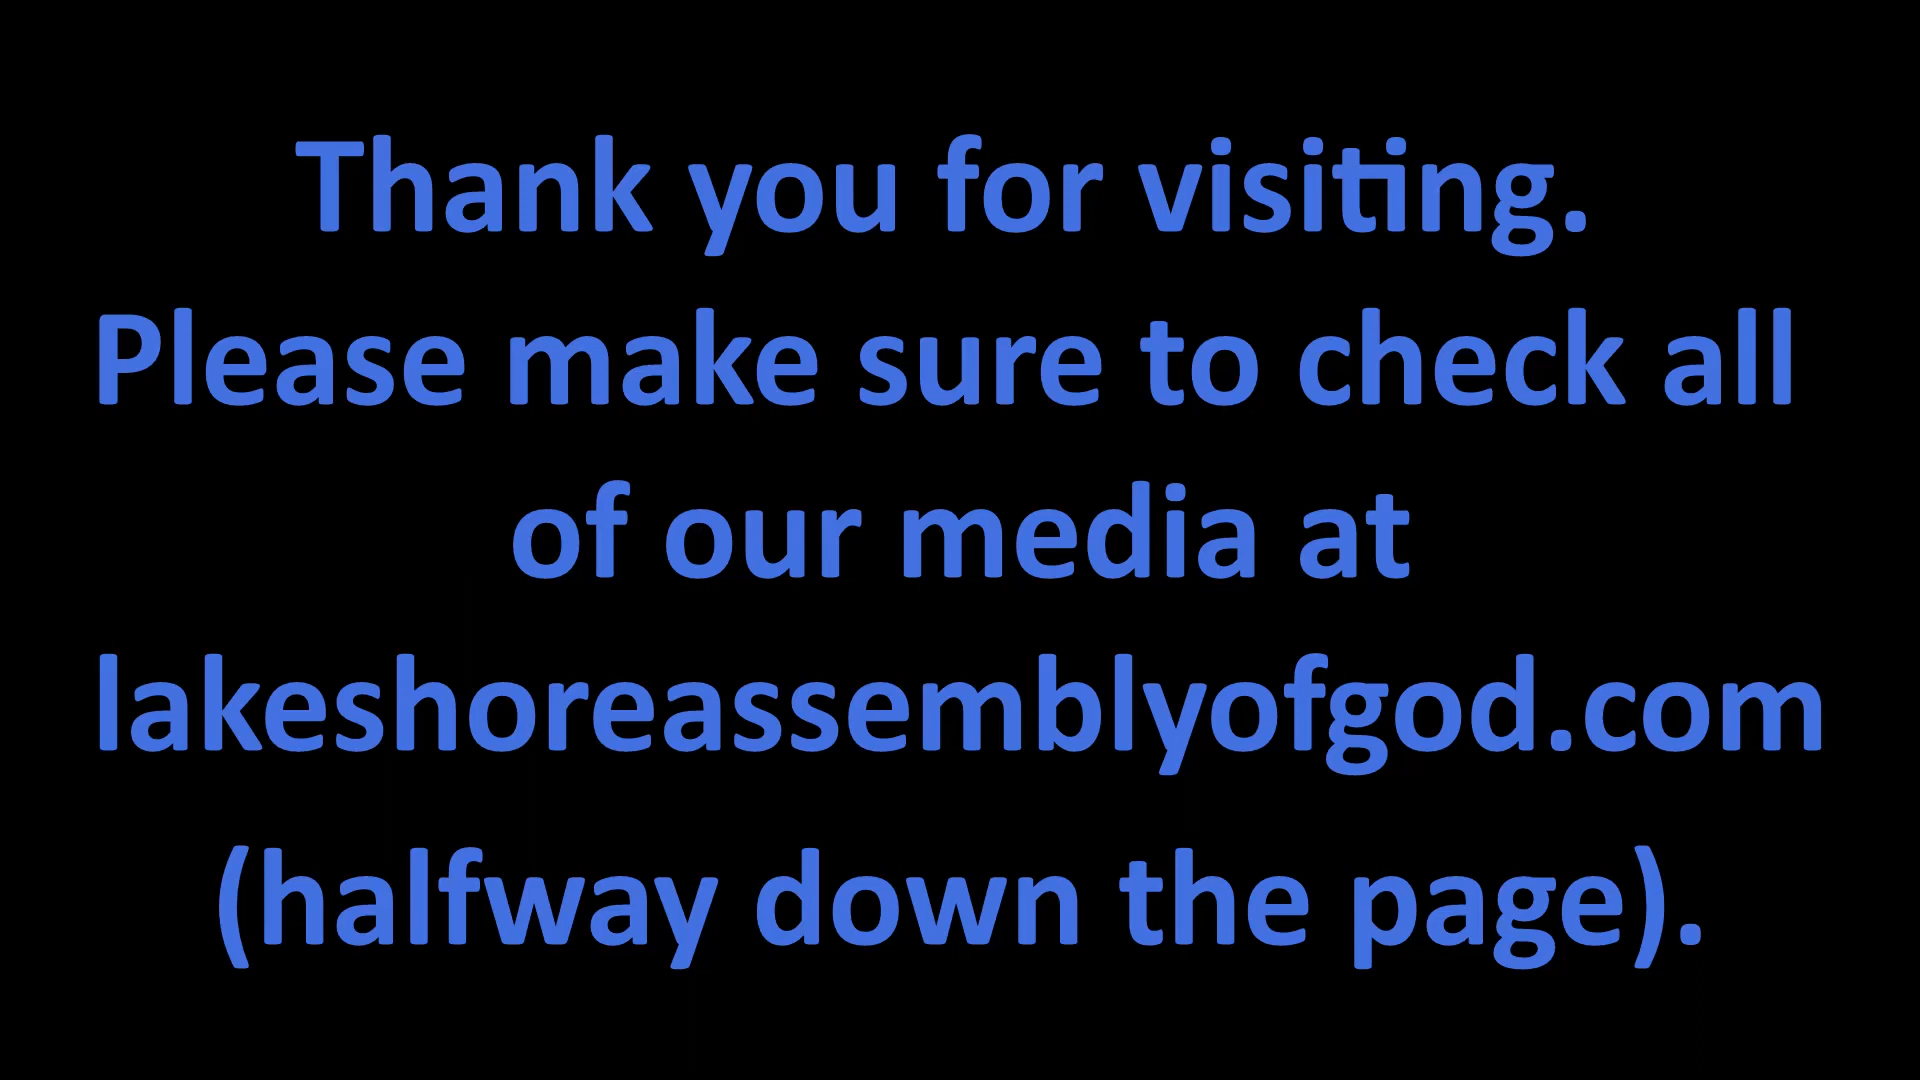 Thank you for visiting.
Please make sure to check all
of our media at
lakeshoreassemblyofgod.com
(halfway down the page).